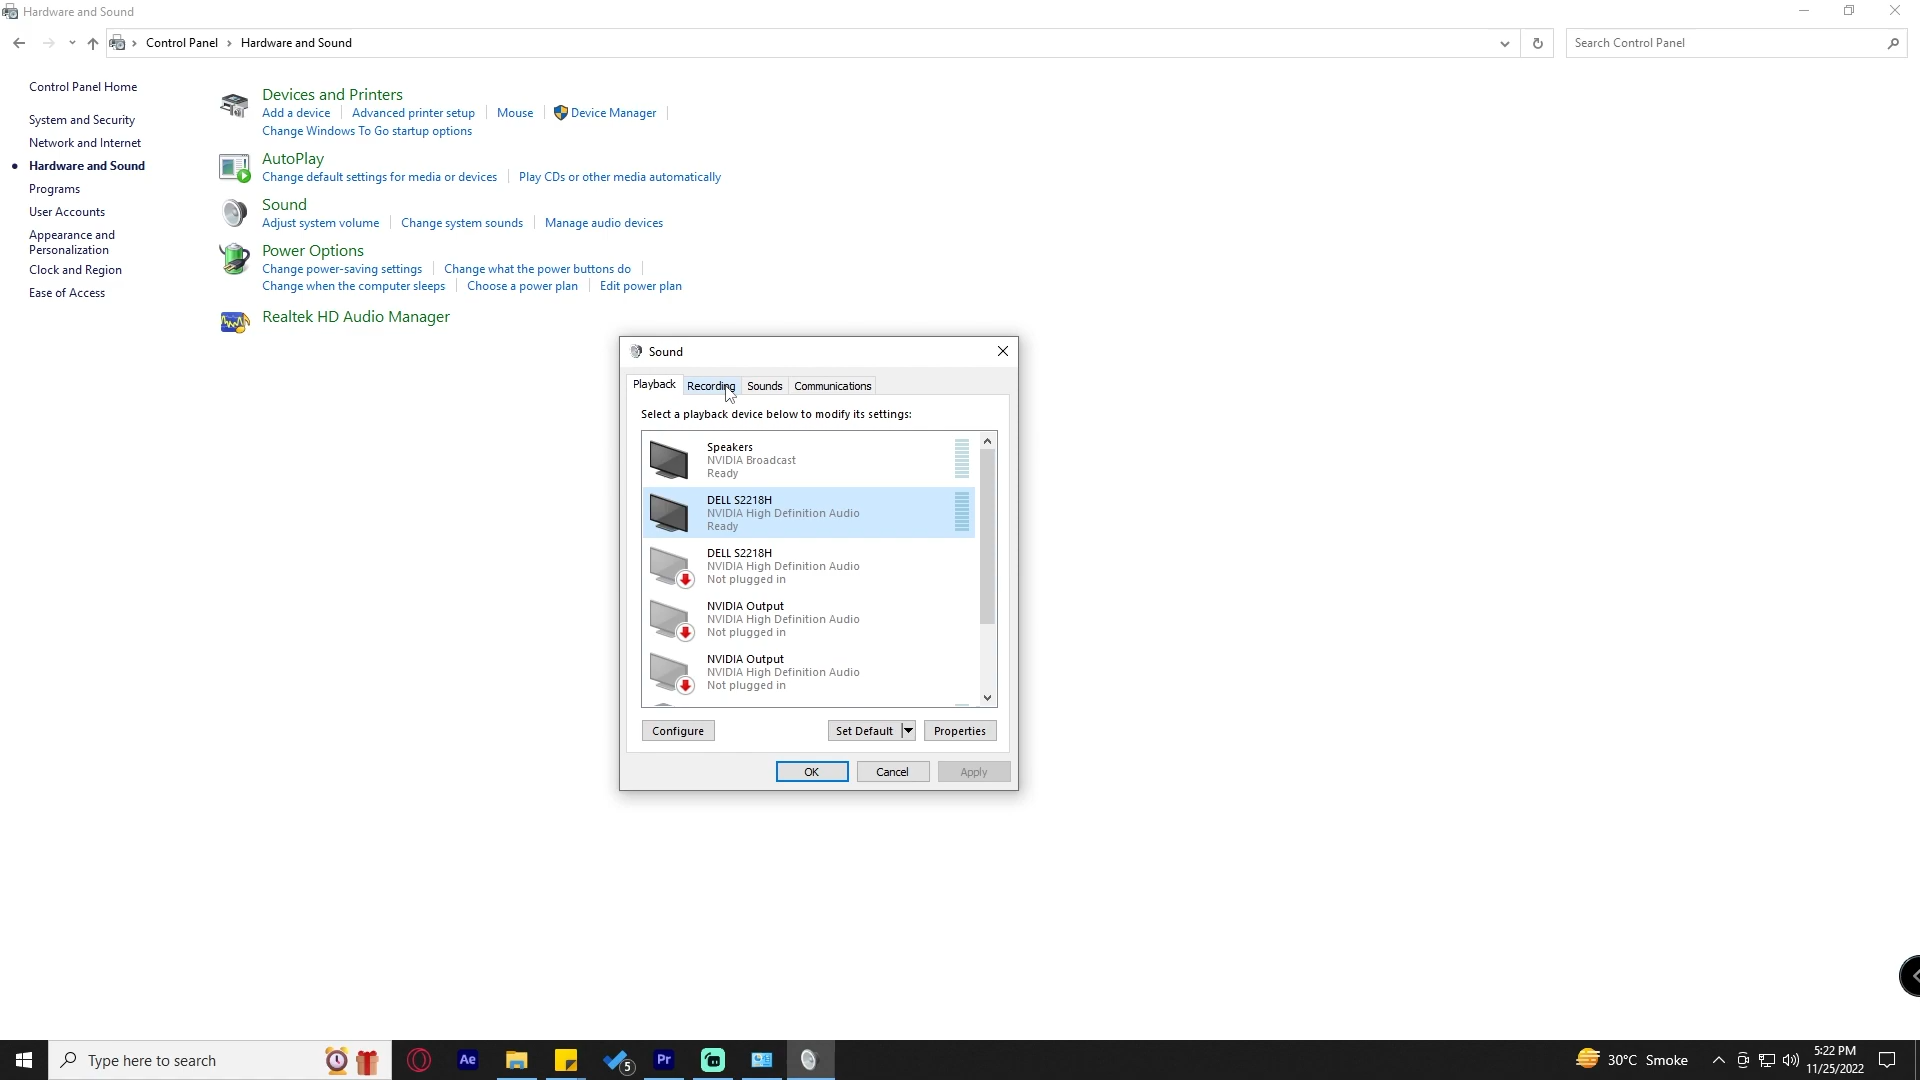 Hardware and Sound
Control Panel › Hardware and Sound
Search Control Panel
Control Panel Home
System and Security
Network and Internet
Hardware and Sound
Programs
User Accounts
Appearance and
Personalization
Clock and Region
Ease of Access
Devices and Printers
Add a device Advanced printer setup Mouse Device Manager
Change Windows To Go startup options
AutoPlay
Change default settings for media or devices Play CDs or other media automatically
Sound
Adjust system volume Change system sounds Manage audio devices
Power Options
Change power-saving settings Change what the power buttons do
Change when the computer sleeps Choose a power plan Edit power plan
Realtek HD Audio Manager
Sound
Playback Recording Sounds Communications
Select a playback device below to modify its settings:
Speakers
NVIDIA Broadcast
Ready
DELL S2218H
NVIDIA High Definition Audio
Ready
DELL S2218H
NVIDIA High Definition Audio
Not plugged in
NVIDIA Output
NVIDIA High Definition Audio
Not plugged in
NVIDIA Output
NVIDIA High Definition Audio
Not plugged in
Configure Set Default Properties
OK Cancel Apply
Type here to search
Ae
5
Pr
30°C Smoke
5:22 PM
11/25/2022